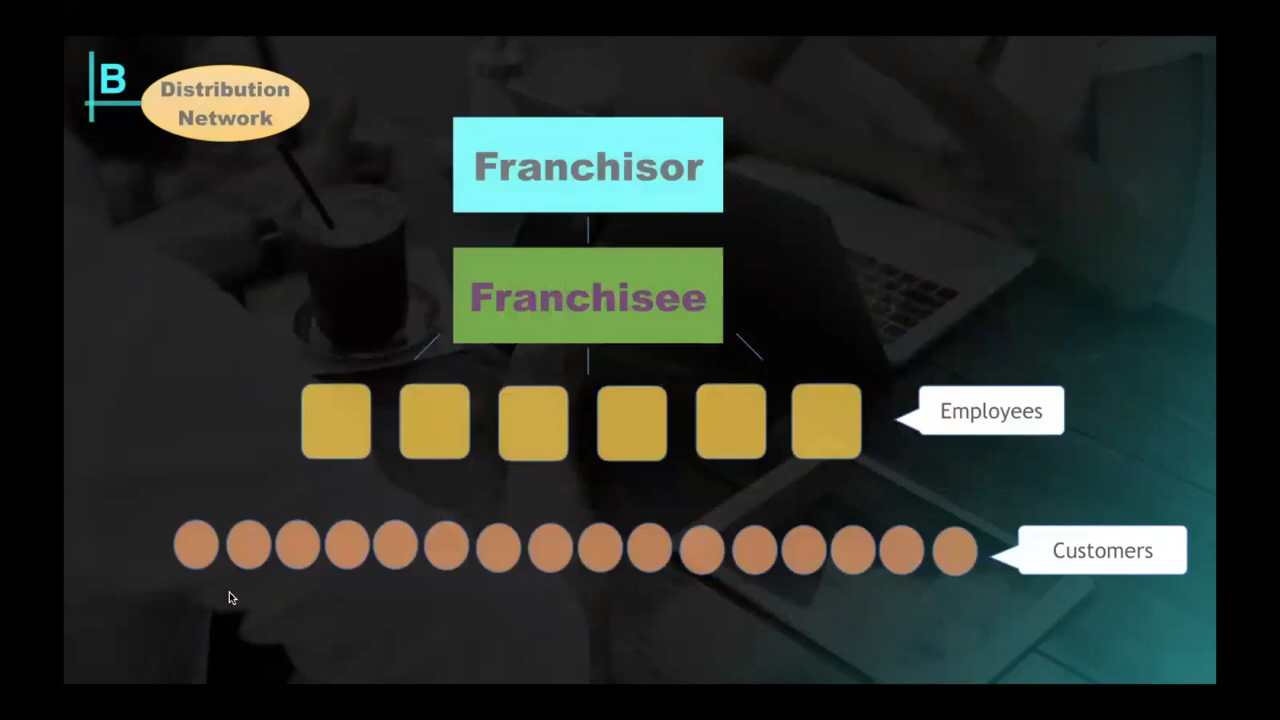 B
Distribution
Network
Franchisor
Franchisee
Employees
Customers